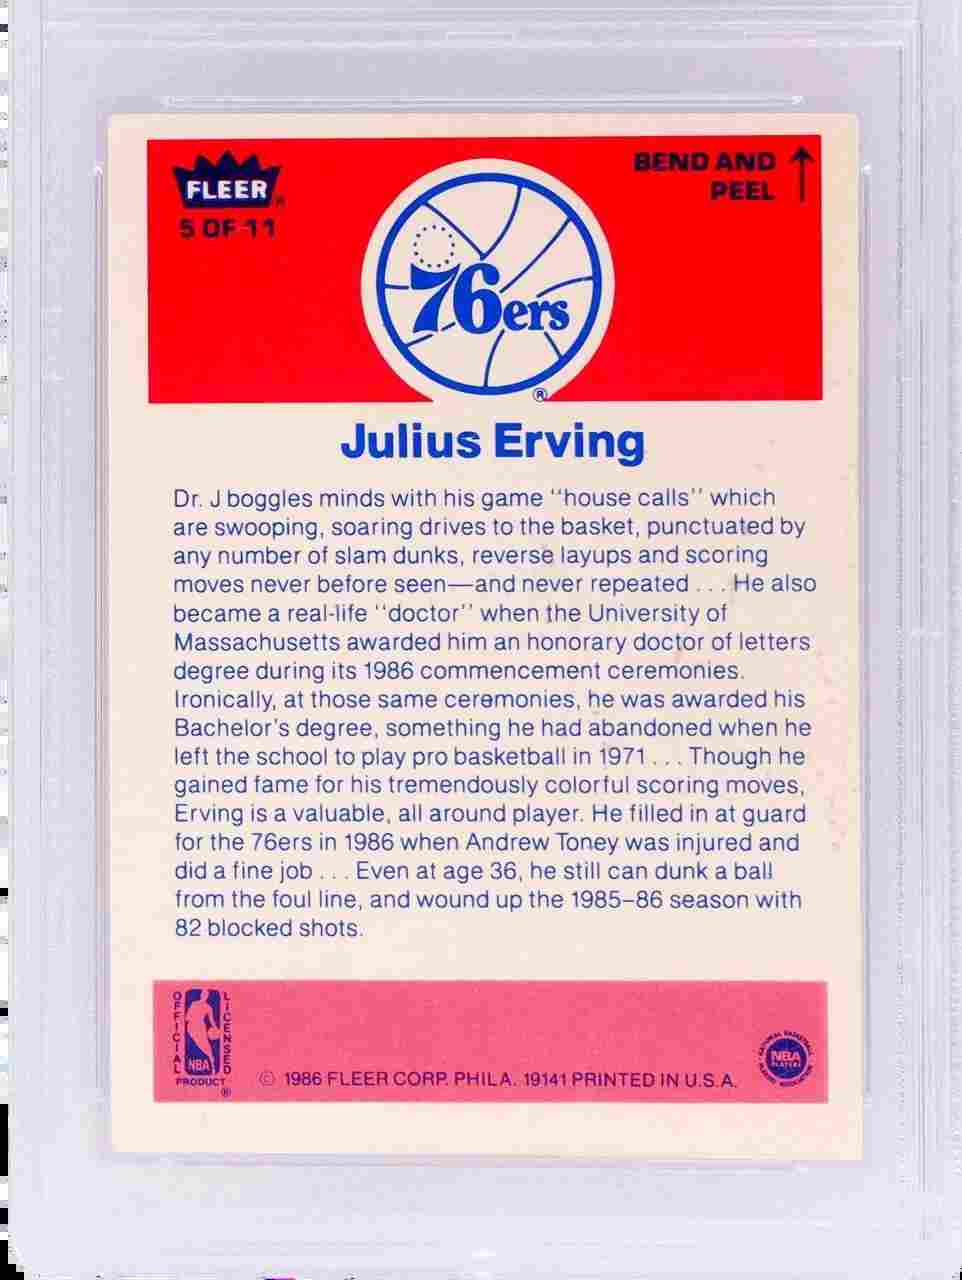 FLEER®
5 OF 11
BEND AND
PEEL
76ers
®
Julius Erving
Dr. J boggles minds with his game "house calls" which
are swooping, soaring drives to the basket, punctuated by
any number of slam dunks, reverse layups and scoring
moves never before seen—and never repeated . . . He also
became a real-life "doctor" when the University of
Massachusetts awarded him an honorary doctor of letters
degree during its 1986 commencement ceremonies.
Ironically, at those same ceremonies, he was awarded his
Bachelor's degree, something he had abandoned when he
left the school to play pro basketball in 1971 . . . Though he
gained fame for his tremendously colorful scoring moves,
Erving is a valuable, all around player. He filled in at guard
for the 76ers in 1986 when Andrew Toney was injured and
did a fine job . . . Even at age 36, he still can dunk a ball
from the foul line, and wound up the 1985–86 season with
82 blocked shots.
OFFICIAL
NBA
LICENSED
PRODUCT
®
© 1986 FLEER CORP. PHILA. 19141 PRINTED IN U.S.A.
NATIONAL BASKETBALL
NBA
PLAYERS
PLAYERS ASSOCIATION